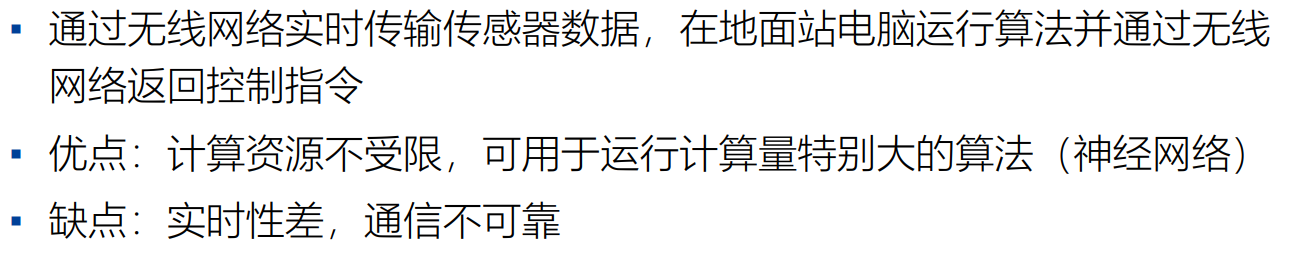 ▪ 通过无线网络实时传输传感器数据，在地面站电脑运行算法并通过无线
网络返回控制指令
▪ 优点：计算资源不受限，可用于运行计算量特别大的算法（神经网络）
▪ 缺点：实时性差，通信不可靠